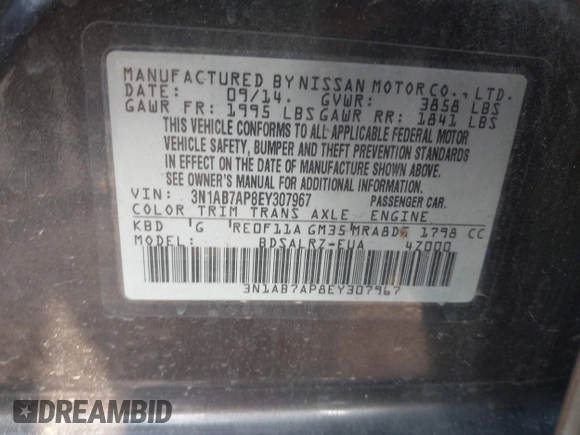 MANUFACTURED BY NISSAN MOTOR CO., LTD.
DATE: 09/14. GVWR: 3858 LBS
GAWR FR: 1995 LBS GAWR RR: 1841 LBS
THIS VEHICLE CONFORMS TO ALL APPLICABLE FEDERAL MOTOR
VEHICLE SAFETY, BUMPER AND THEFT PREVENTION STANDARDS
IN EFFECT ON THE DATE OF MANUFACTURE SHOWN ABOVE.
SEE OWNER'S MANUAL FOR ADDITIONAL INFORMATION.
VIN: 3N1AB7AP8EY307967 PASSENGER CAR.
COLOR TRIM TRANS AXLE ENGINE
KBD G RE0F11A GM35 MRA8DE 1798 CC
MODEL: BDSALRZ-EUA 4Z000
3N1AB7AP8EY307967
DREAMBID